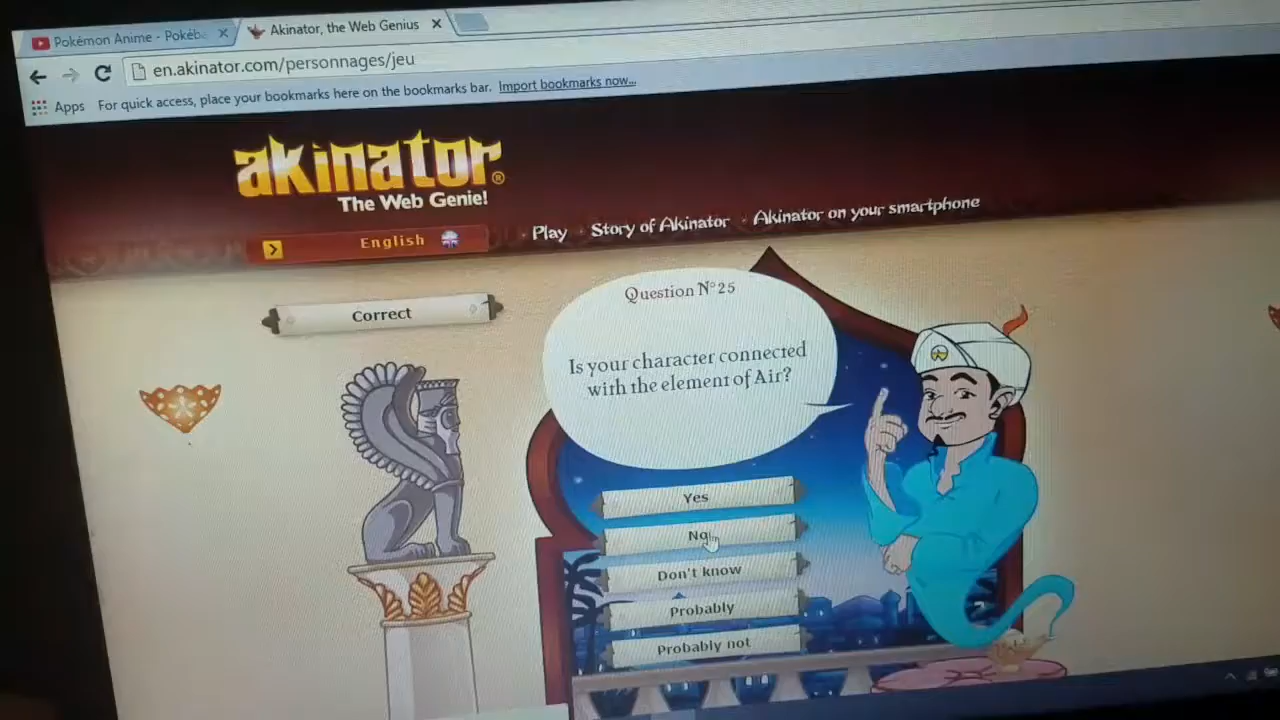 Pokémon Anime - Pokéb
Akinator, the Web Genius
en.akinator.com/personnages/jeu
Apps For quick access, place your bookmarks here on the bookmarks bar. Import bookmarks now...
akinator®
The Web Genie!
English
Play · Story of Akinator · Akinator on your smartphone
Correct
Question N°25
Is your character connected
with the element of Air?
Yes
No
Don't know
Probably
Probably not